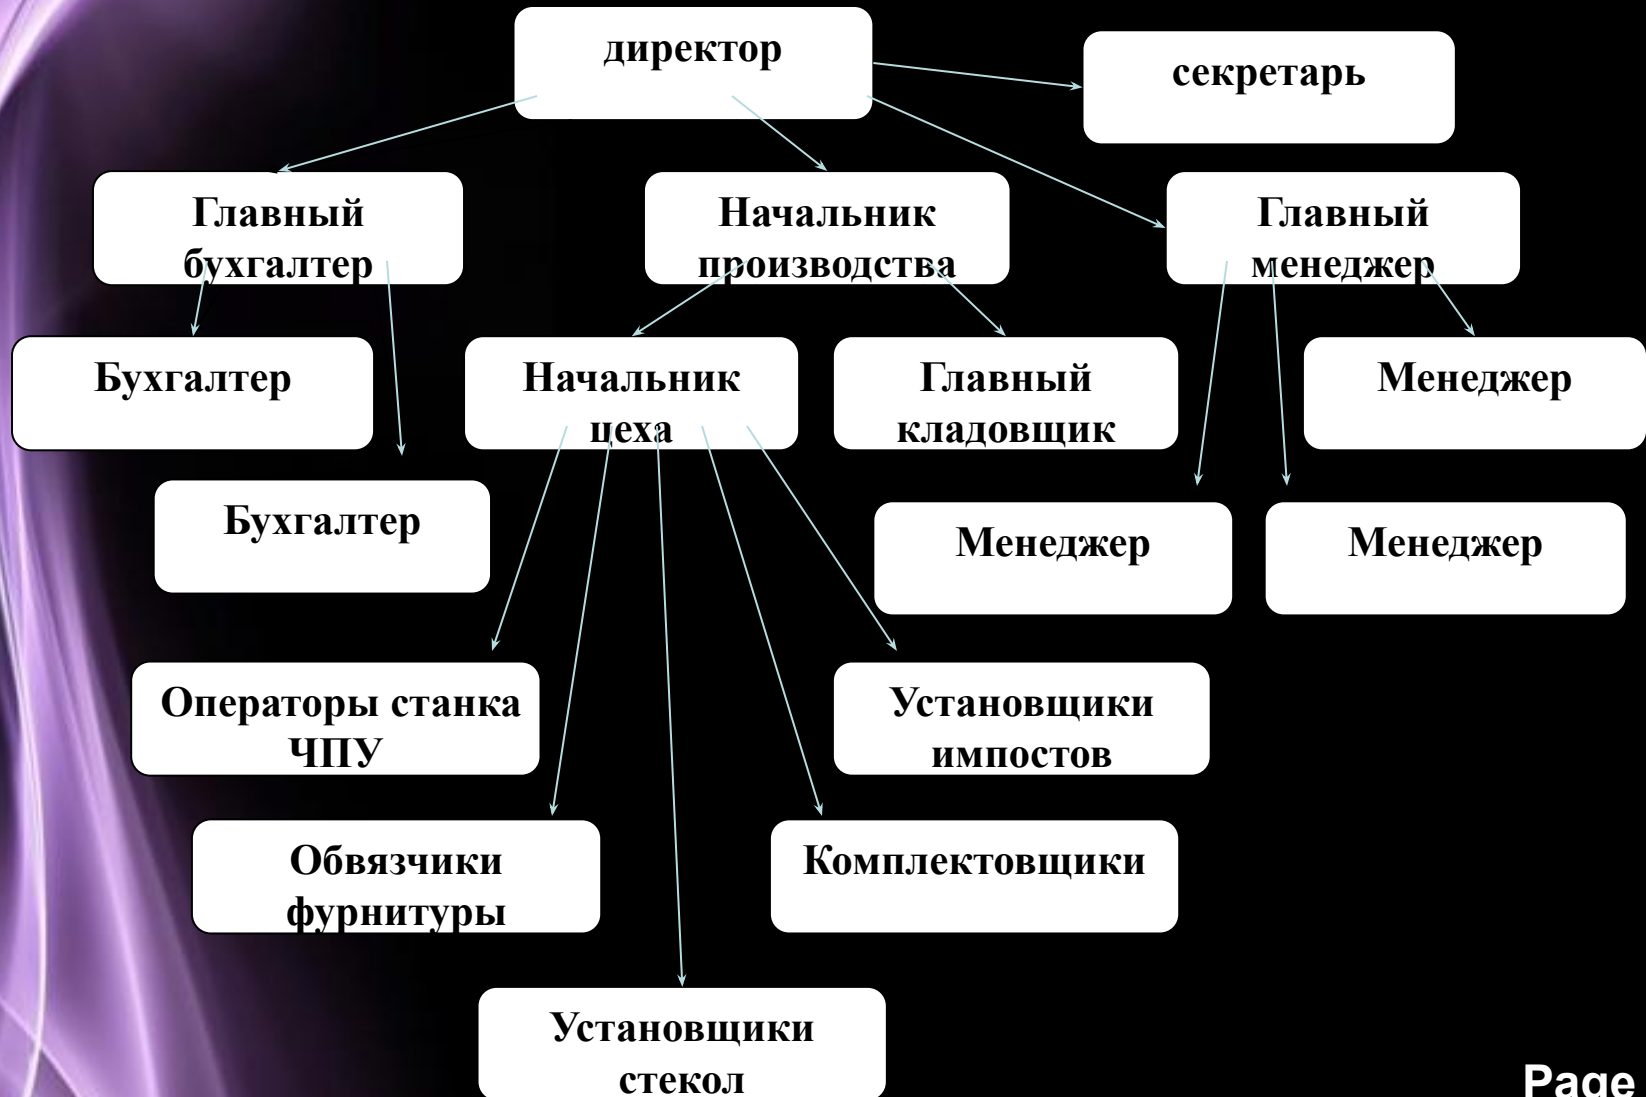 директор
секретарь
Главный
бухгалтер
Начальник
производства
Главный
менеджер
Бухгалтер
Начальник
цеха
Главный
кладовщик
Менеджер
Бухгалтер
Менеджер
Менеджер
Операторы станка
ЧПУ
Установщики
импостов
Обвязчики
фурнитуры
Комплектовщики
Установщики
стекол
Page